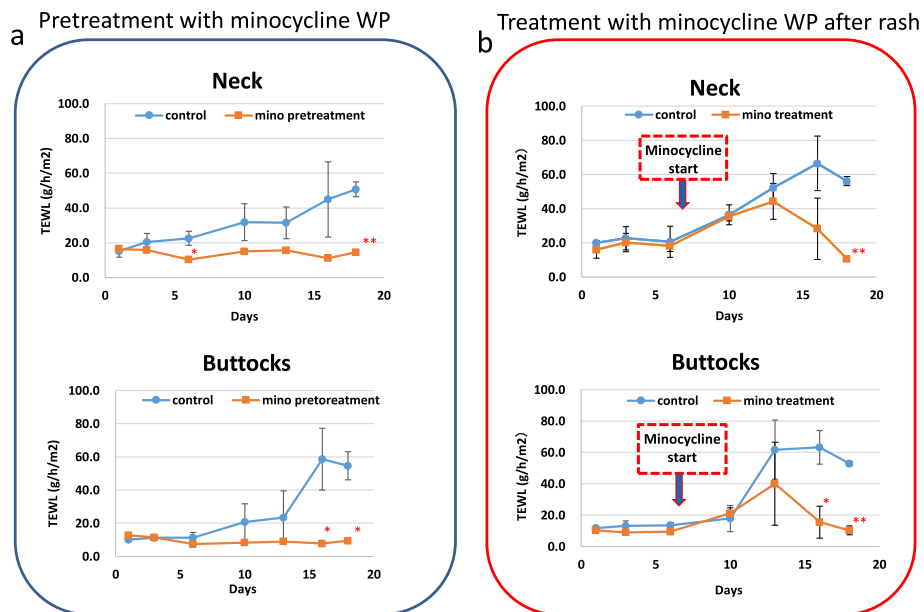 Pretreatment with minocycline WP
Treatment with minocycline WP after rash
a
b
Neck
control
mino pretreatment
100.0
80.0
60.0
40.0
20.0
0.0
TEWL (g/h/m2)
*
**
0 5 10 15 20
Days
Buttocks
control
mino pretoreatment
100.0
80.0
60.0
40.0
20.0
0.0
TEWL (g/h/m2)
* *
0 5 10 15 20
Days
Neck
control
mino treatment
100.0
80.0
60.0
40.0
20.0
0.0
TEWL (g/h/m2)
Minocycline
start
**
0 5 10 15 20
Days
Buttocks
control
mino treatment
100.0
80.0
60.0
40.0
20.0
0.0
TEWL (g/h/m2)
Minocycline
start
*
**
0 5 10 15 20
Days